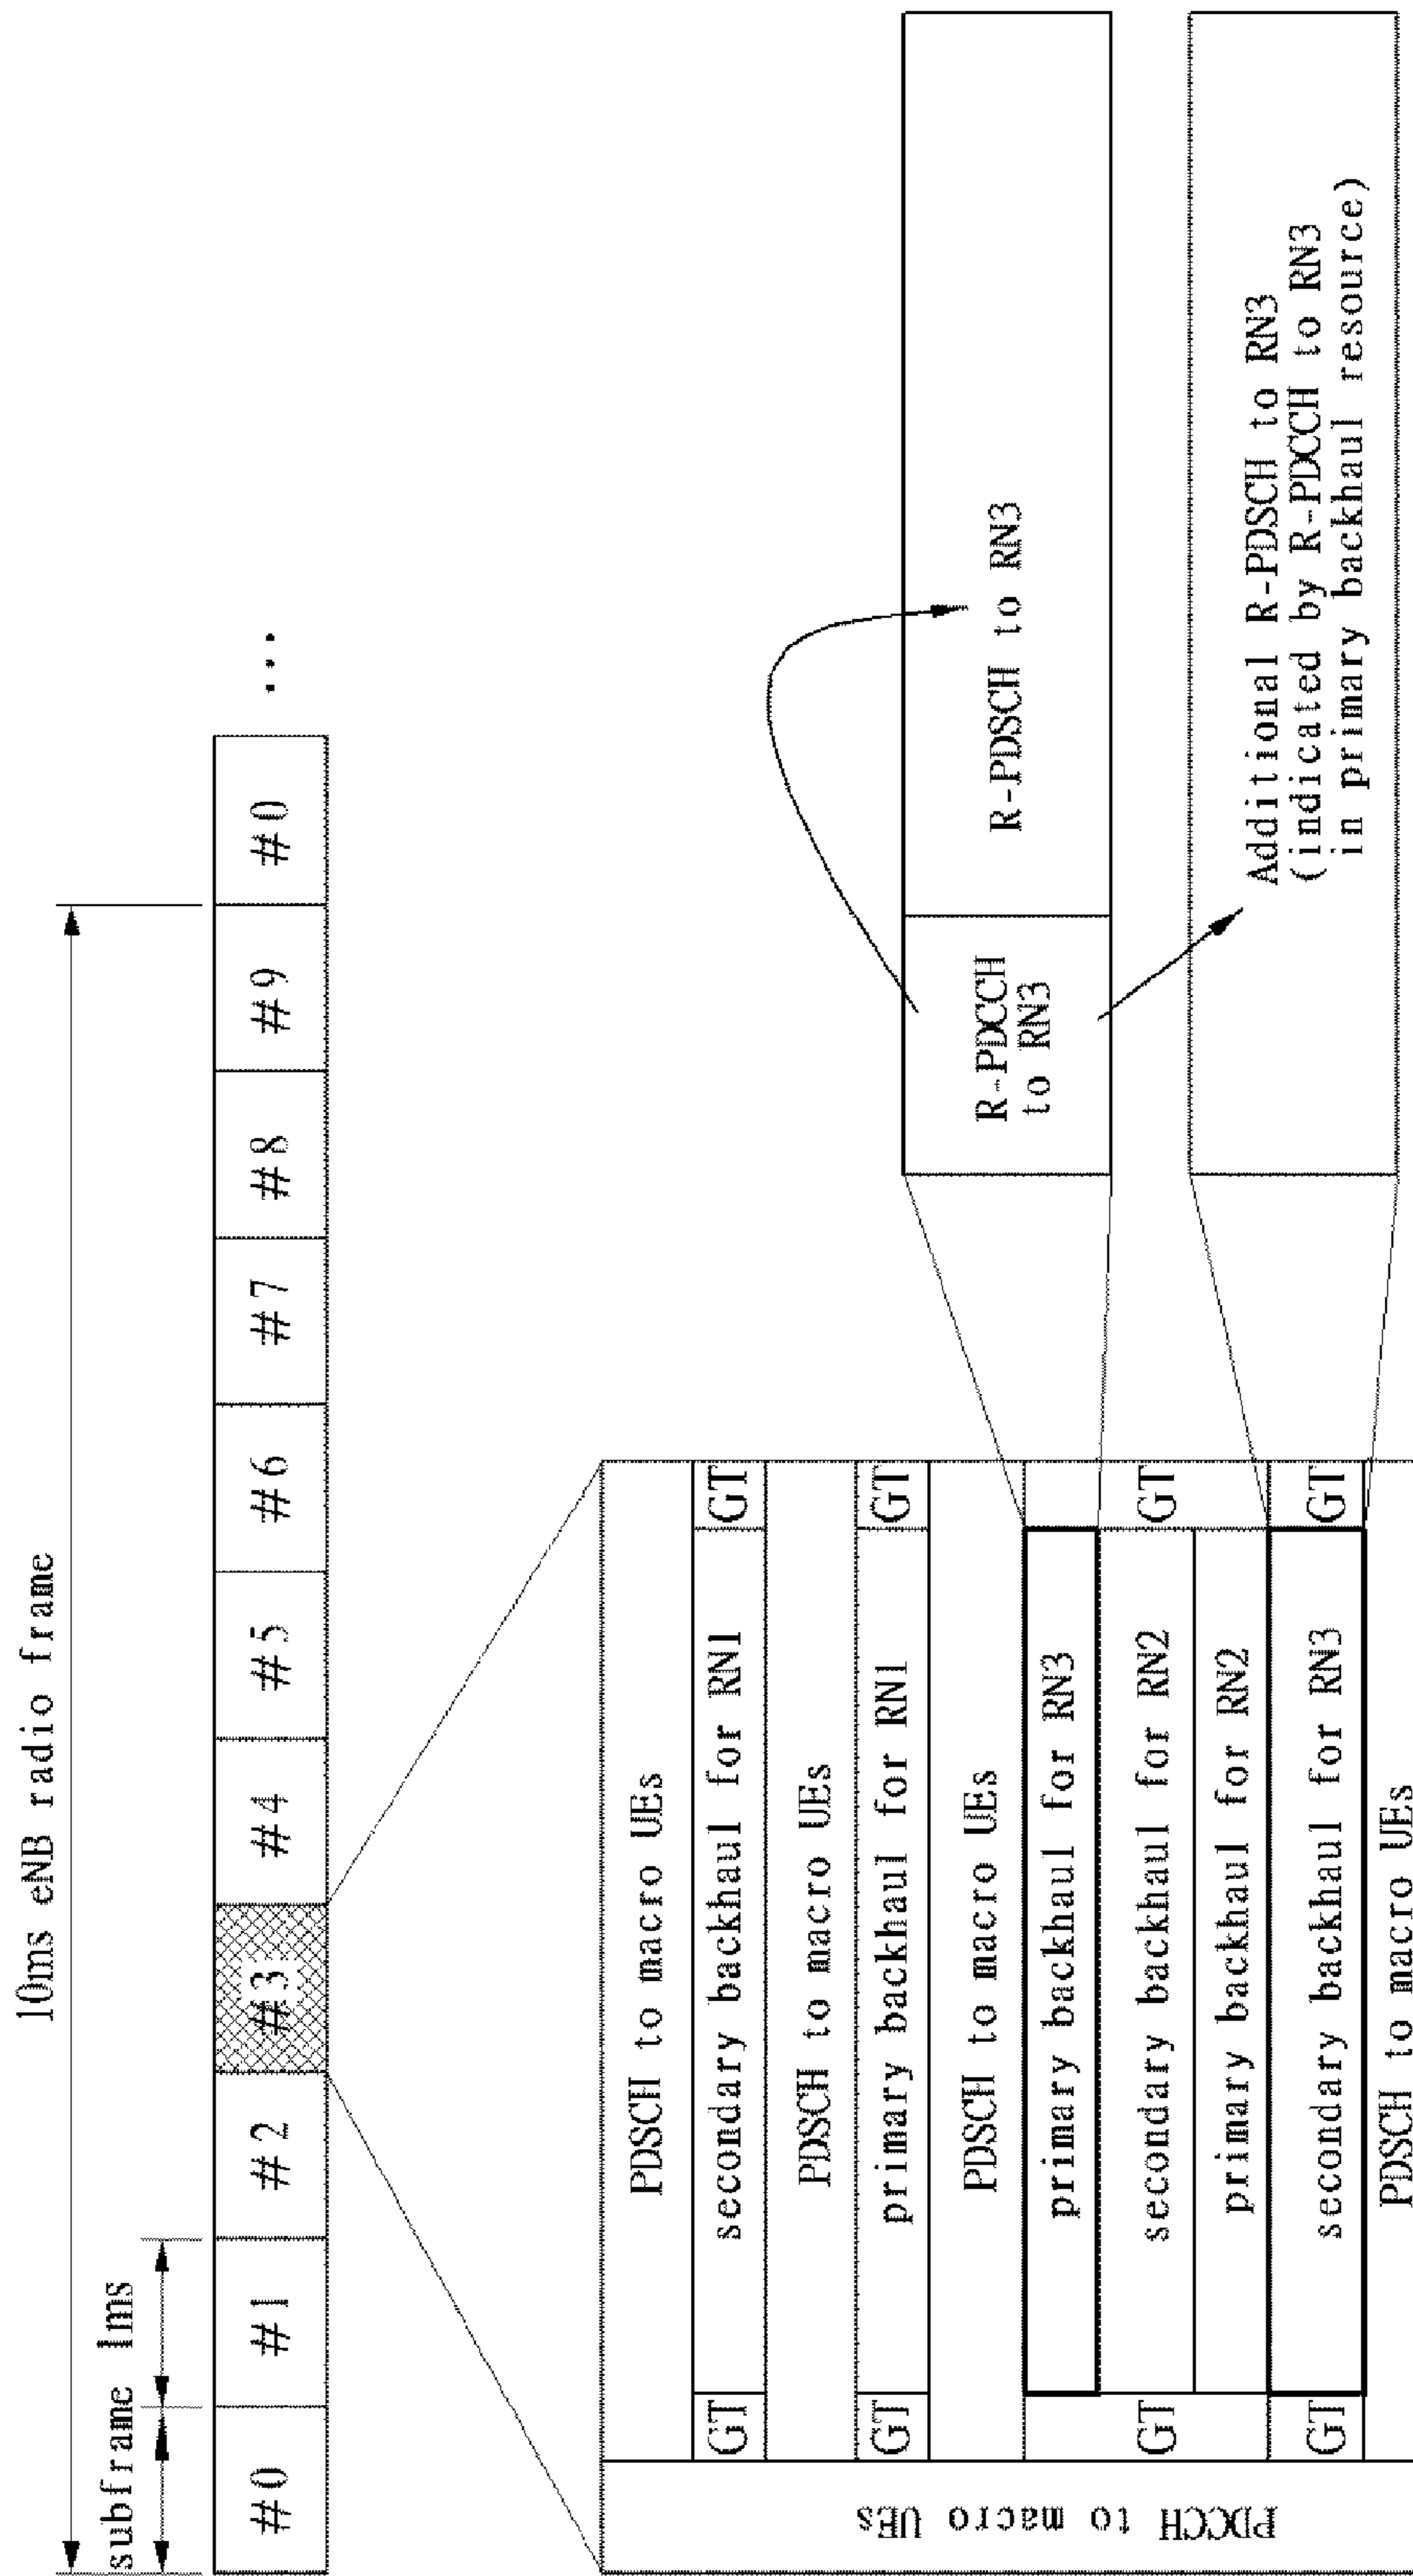 10ms eNB radio frame
subframe 1ms
#0 #1 #2 #3 #4 #5 #6 #7 #8 #9 #0 ...
PDCCH to macro UEs
PDSCH to macro UEs
GT secondary backhaul for RN1 GT
PDSCH to macro UEs
GT primary backhaul for RN1 GT
PDSCH to macro UEs
primary backhaul for RN3
GT secondary backhaul for RN2 GT
primary backhaul for RN2
GT secondary backhaul for RN3 GT
PDSCH to macro UEs
R-PDCCH
to RN3
R-PDSCH to RN3
Additional R-PDSCH to RN3
(indicated by R-PDCCH to RN3
in primary backhaul resource)